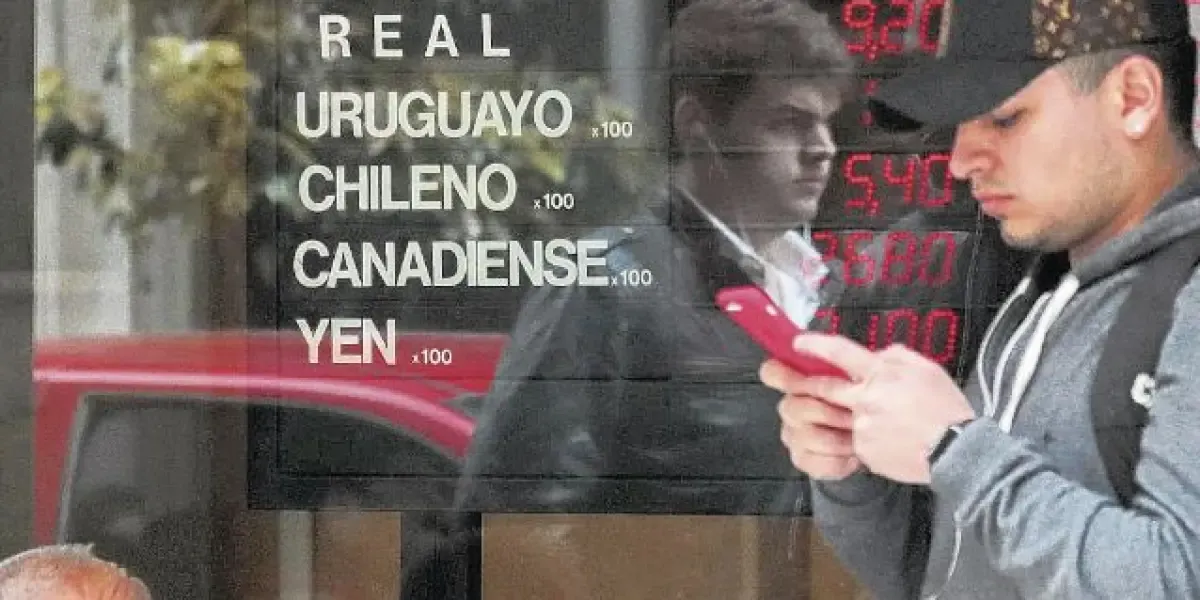 REAL 9.20
URUGUAYO x100
CHILENO x100 5.40
CANADIENSE x100 2680
YEN x100